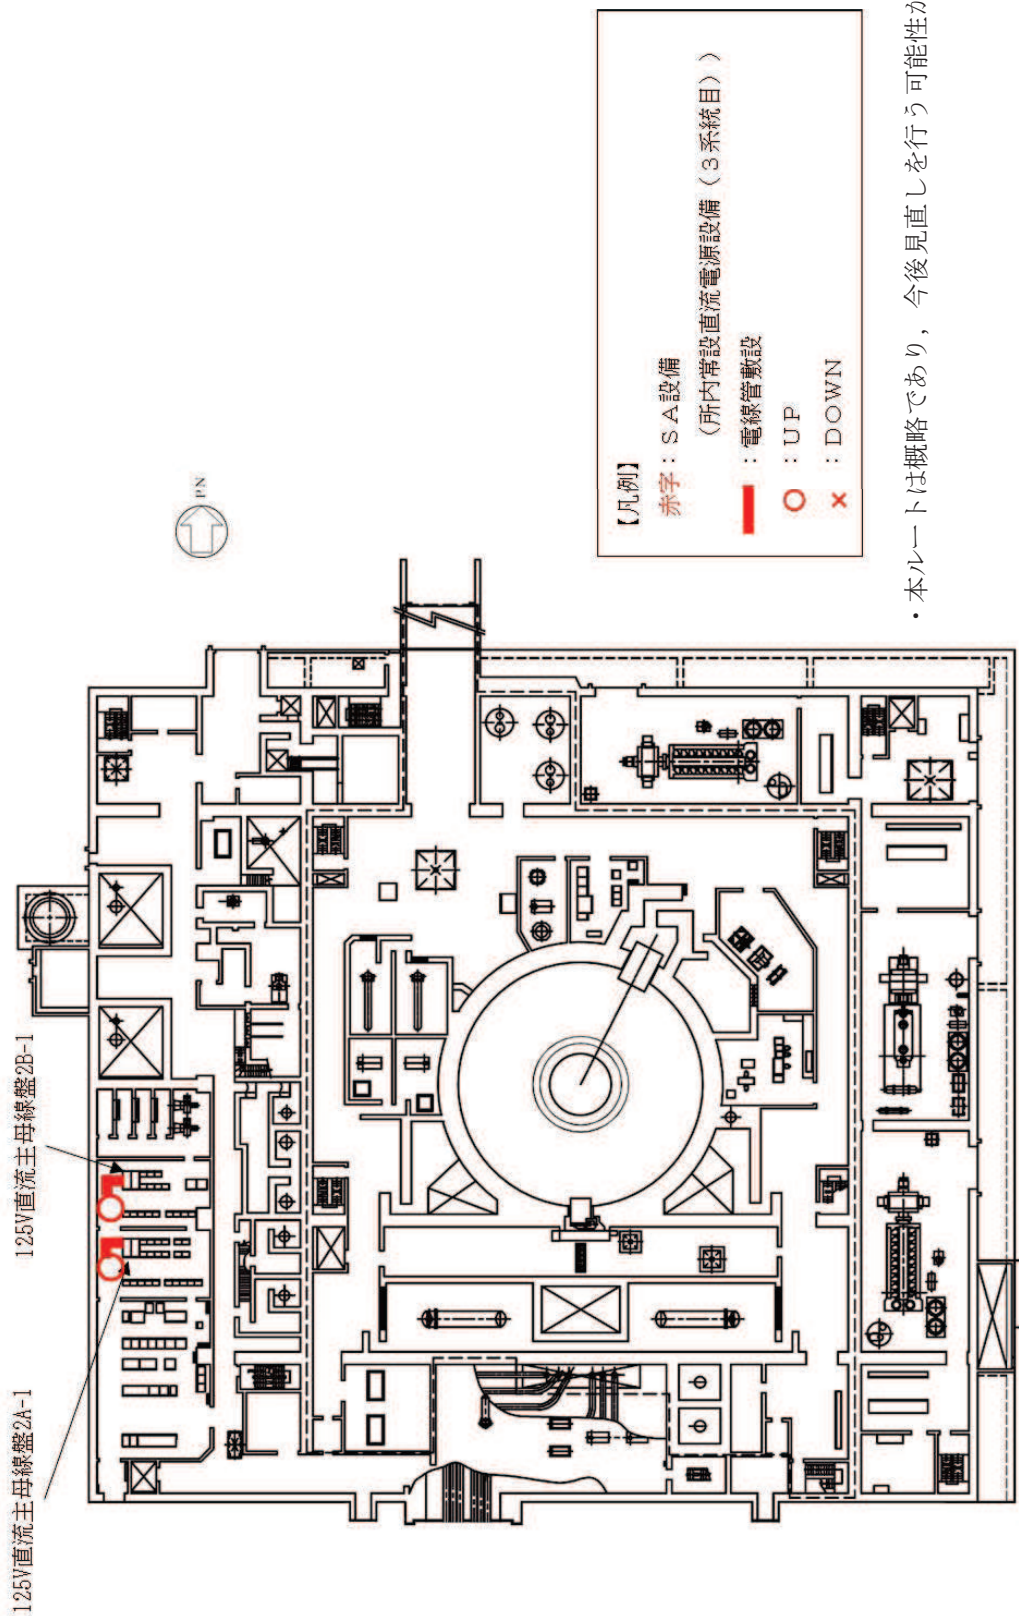 125V直流主母線盤2A-1
125V直流主母線盤2B-1
PN
【凡例】
赤字：ＳＡ設備
（所内常設直流電源設備（３系統目））
：電線管敷設
：ＵＰ
：ＤＯＷＮ
・本ルートは概略であり，今後見直しを行う可能性が